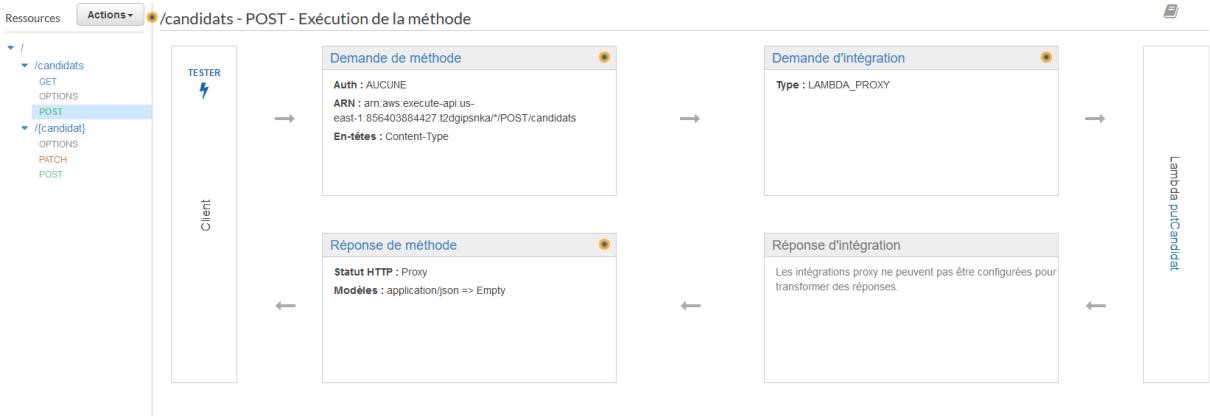 Ressources
Actions
/candidats - POST - Exécution de la méthode
/
/candidats
GET
OPTIONS
POST
/{candidat}
OPTIONS
PATCH
POST
TESTER
Client
Demande de méthode
Auth : AUCUNE
ARN : arn:aws:execute-api:us-
east-1:856403884427:t2dgipsnka/*/POST/candidats
En-têtes : Content-Type
Demande d'intégration
Type : LAMBDA_PROXY
Réponse de méthode
Statut HTTP : Proxy
Modèles : application/json => Empty
Réponse d'intégration
Les intégrations proxy ne peuvent pas être configurées pour
transformer des réponses.
Lambda putCandidat